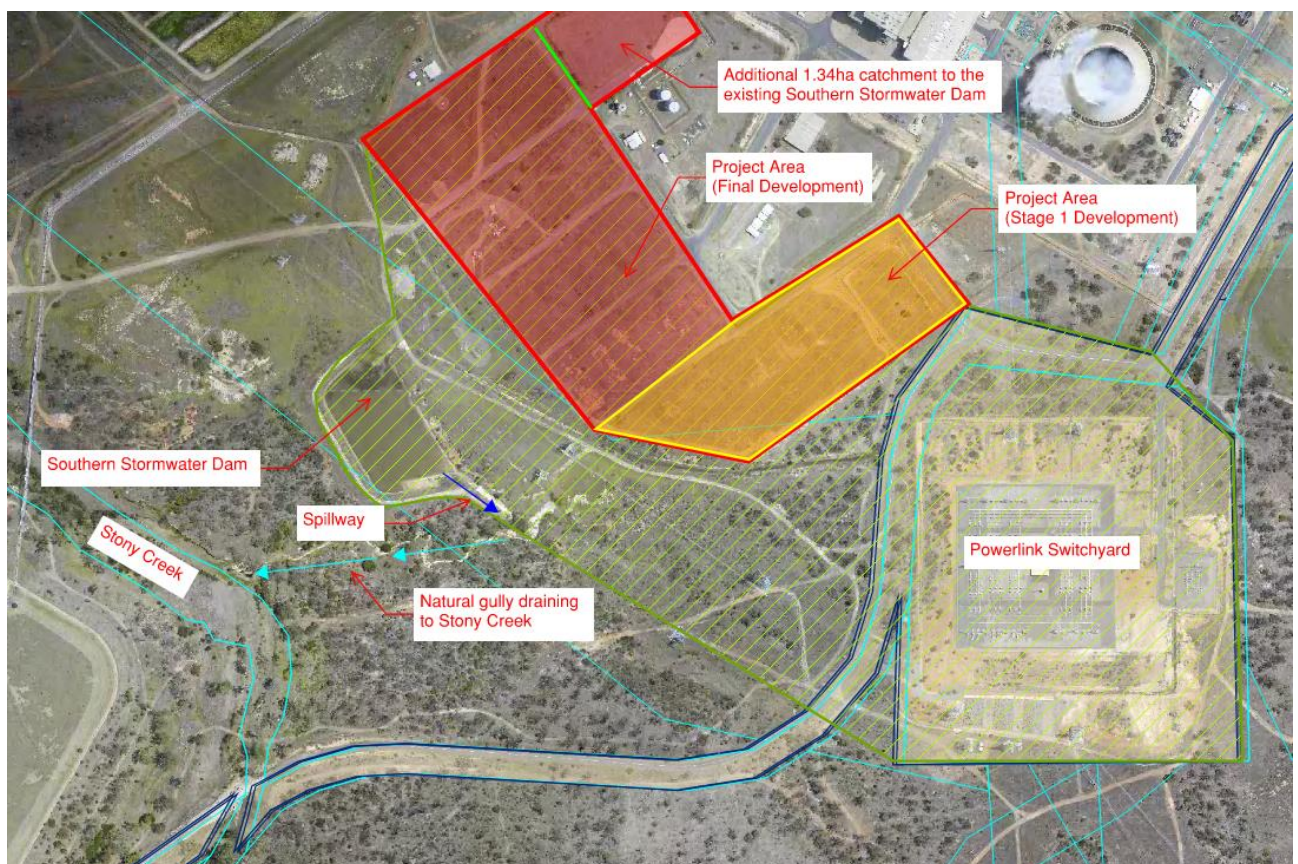 Additional 1.34ha catchment to the
existing Southern Stormwater Dam
Project Area
(Final Development)
Project Area
(Stage 1 Development)
Southern Stormwater Dam
Spillway
Stony Creek
Powerlink Switchyard
Natural gully draining
to Stony Creek